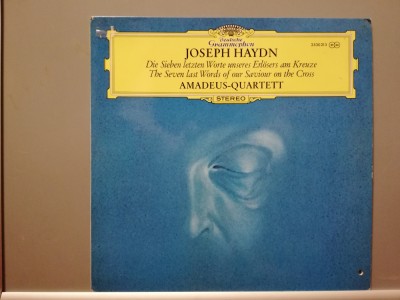 Deutsche
Grammophon
JOSEPH HAYDN
Die Sieben letzten Worte unseres Erlösers am Kreuze
The Seven last Words of our Saviour on the Cross
AMADEUS-QUARTETT
STEREO